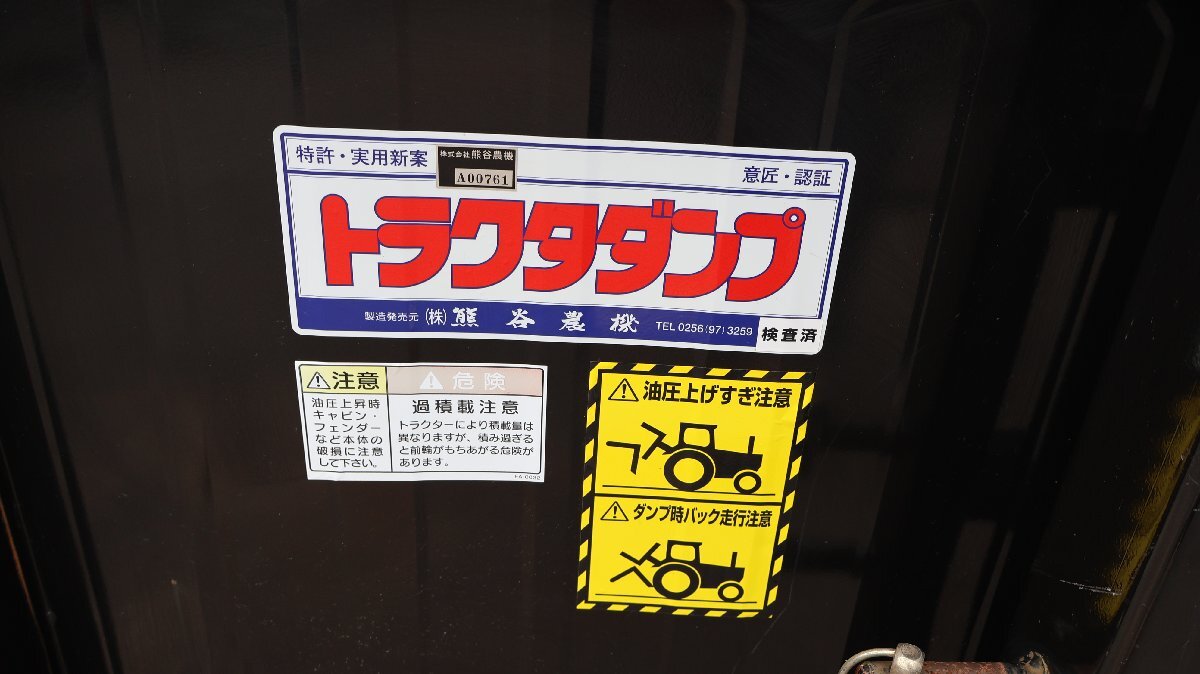 特許・実用新案
株式会社 熊谷農機
A00761
意匠・認証
トラクタダンプ
製造発売元 (株) 熊谷農機 TEL 0256(97)3259
検査済
注意
油圧上昇時
キャビン・
フェンダー
など本体の
破損に注意
して下さい。
危険
過積載注意
トラクターにより積載量は
異なりますが、積み過ぎる
と前輪がもちあがる危険が
あります。
油圧上げすぎ注意
ダンプ時バック走行注意